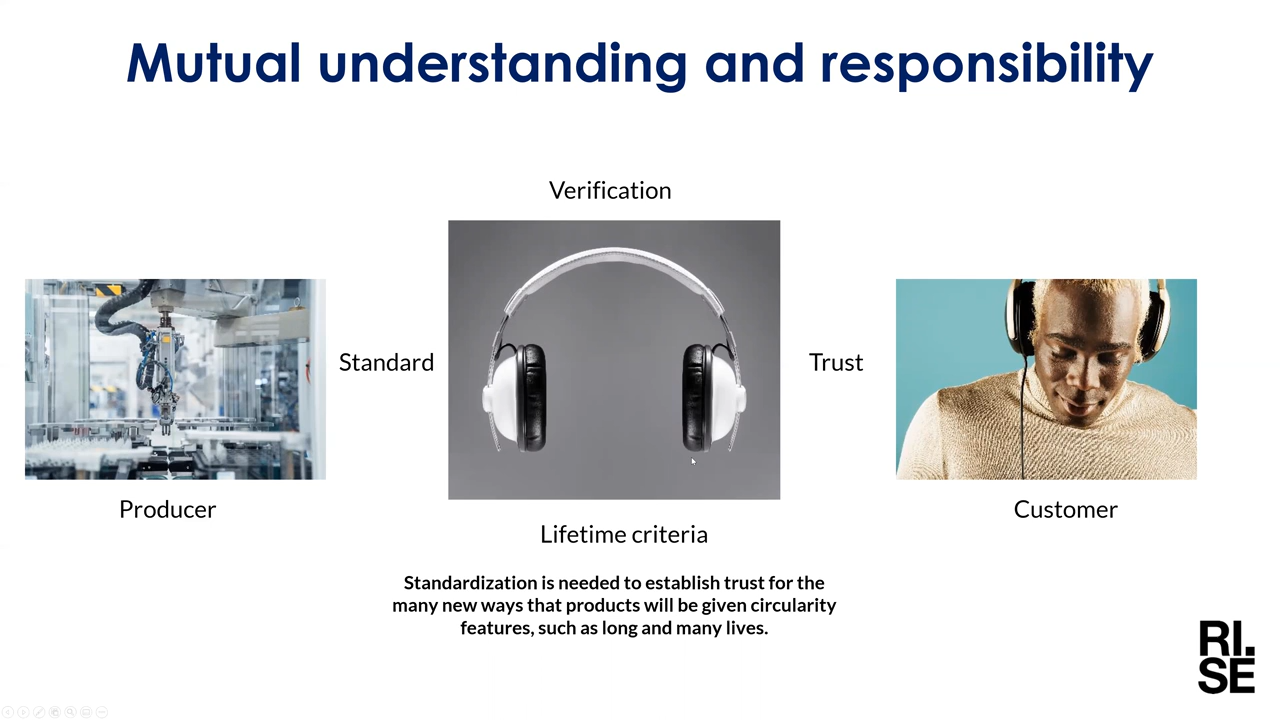 Mutual understanding and responsibility
Verification
Standard
Trust
Producer
Customer
Lifetime criteria
Standardization is needed to establish trust for the
many new ways that products will be given circularity
features, such as long and many lives.
RI.
SE